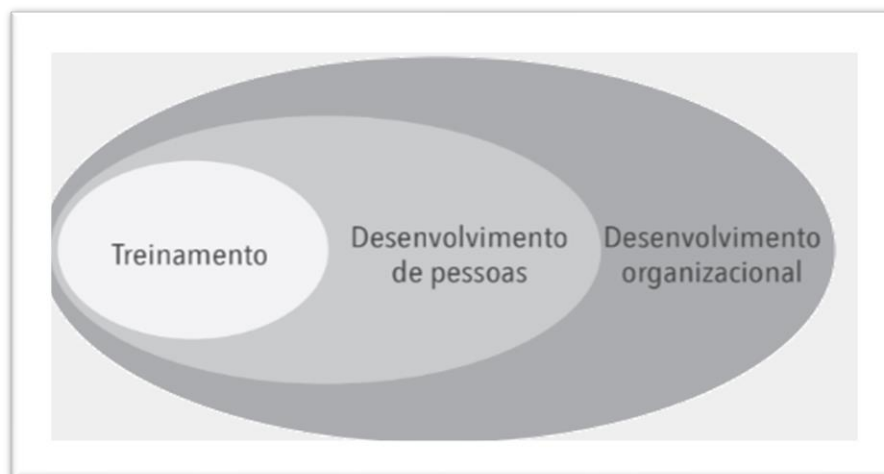 Treinamento
Desenvolvimento
de pessoas
Desenvolvimento
organizacional